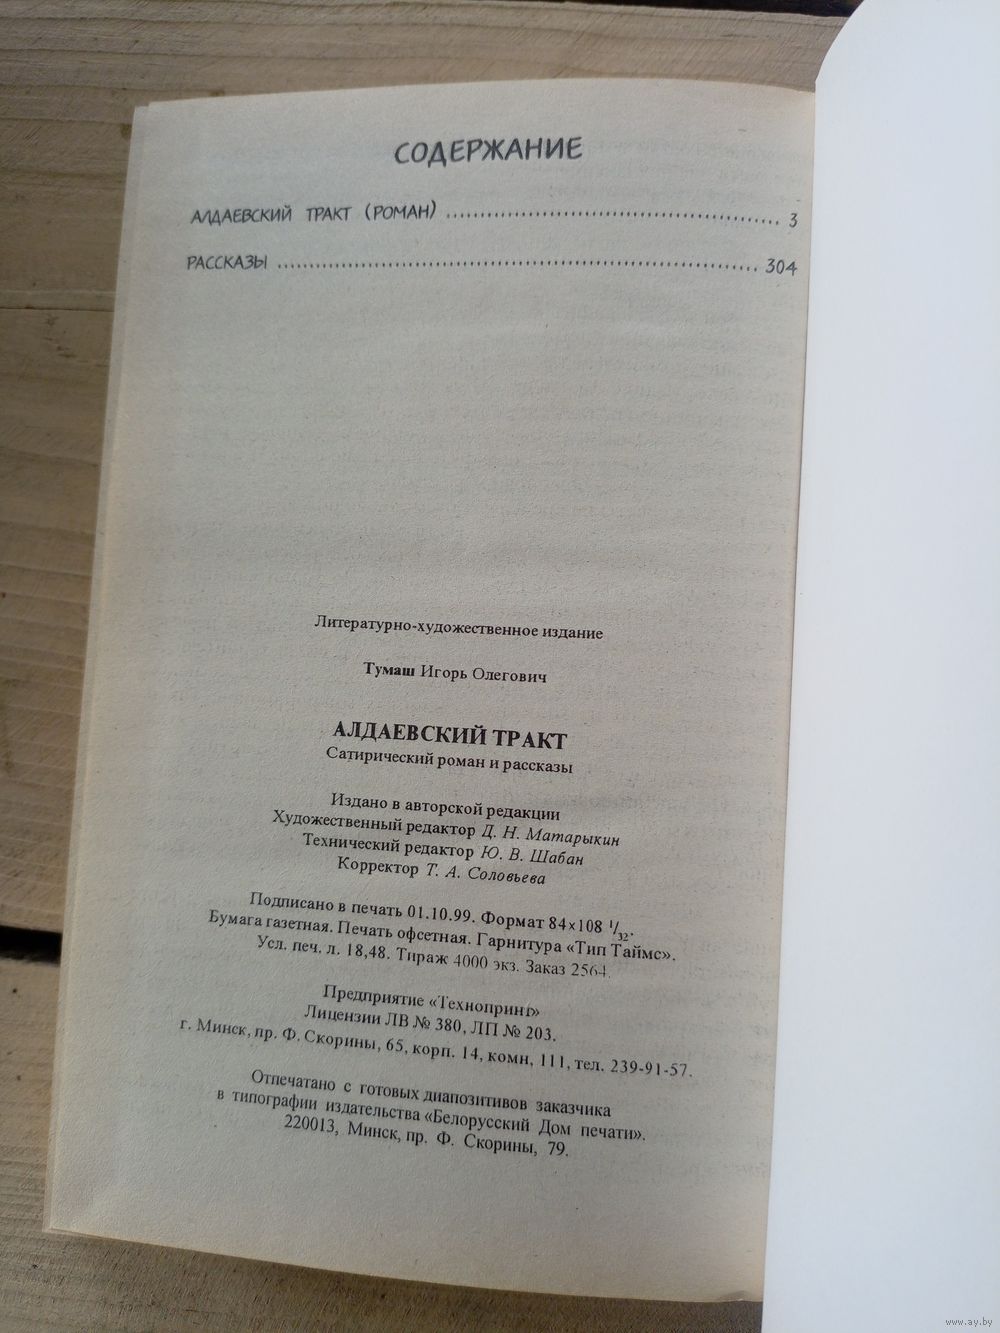 СОДЕРЖАНИЕ
АЛДАЕВСКИЙ ТРАКТ (РОМАН) ........ 3
РАССКАЗЫ ........ 304
Литературно-художественное издание
Тумаш Игорь Олегович
АЛДАЕВСКИЙ ТРАКТ
Сатирический роман и рассказы
Издано в авторской редакции
Художественный редактор Д. Н. Матарыкин
Технический редактор Ю. В. Шабан
Корректор Т. А. Соловьева
Подписано в печать 01.10.99. Формат 84×108 1/32.
Бумага газетная. Печать офсетная. Гарнитура «Тип Таймс».
Усл. печ. л. 18,48. Тираж 4000 экз. Заказ 2564.
Предприятие «Технопринт»
Лицензии ЛВ № 380, ЛП № 203.
г. Минск, пр. Ф. Скорины, 65, корп. 14, комн, 111, тел. 239-91-57.
Отпечатано с готовых диапозитивов заказчика
в типографии издательства «Белорусский Дом печати».
220013, Минск, пр. Ф. Скорины, 79.
www.ay.by